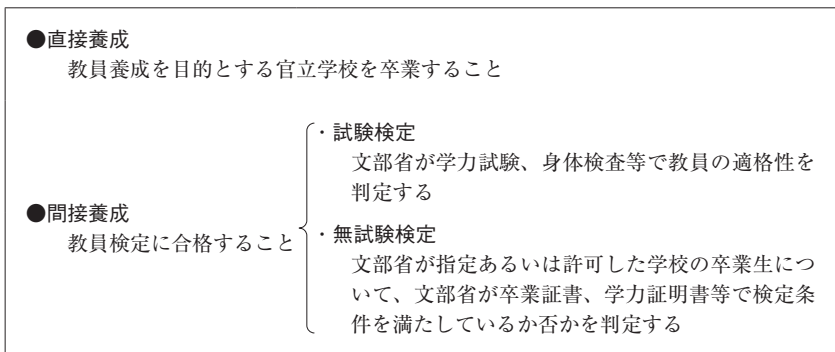 ●直接養成
教員養成を目的とする官立学校を卒業すること
●間接養成
教員検定に合格すること
・試験検定
文部省が学力試験、身体検査等で教員の適格性を
判定する
・無試験検定
文部省が指定あるいは許可した学校の卒業生につ
いて、文部省が卒業証書、学力証明書等で検定条
件を満たしているか否かを判定する